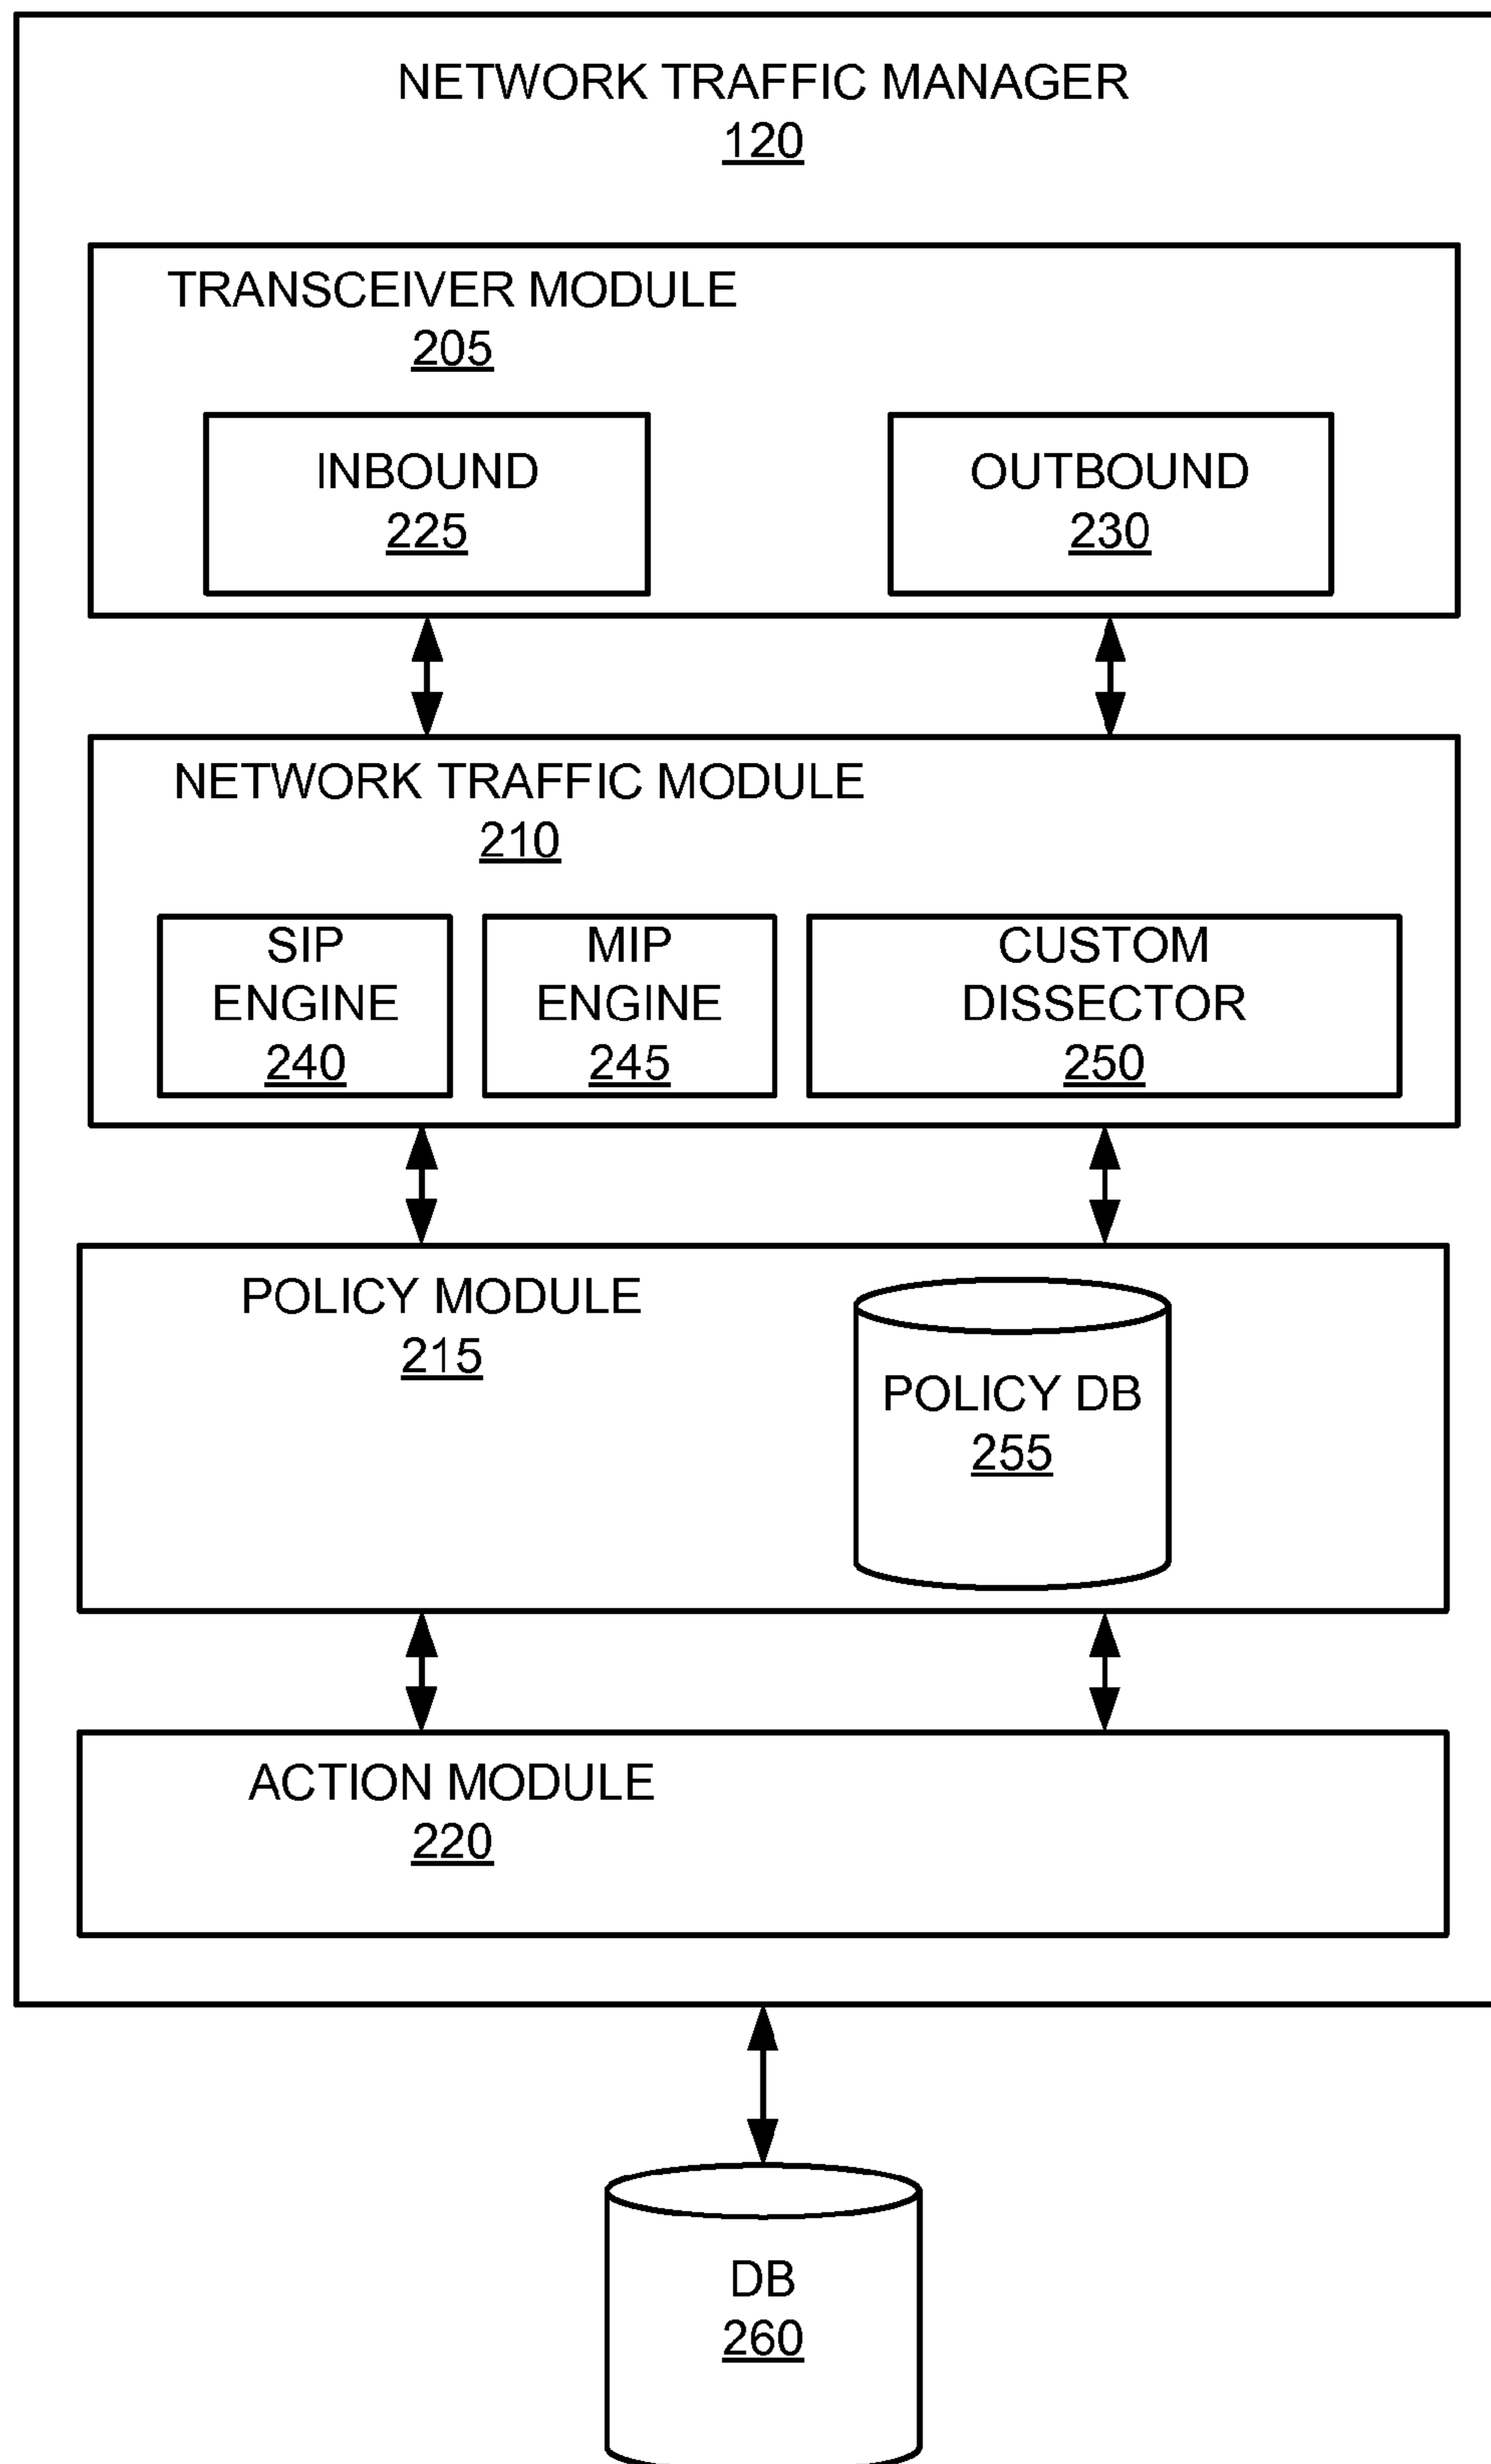 NETWORK TRAFFIC MANAGER
120
TRANSCEIVER MODULE
205
INBOUND
225
OUTBOUND
230
NETWORK TRAFFIC MODULE
210
SIP
ENGINE
240
MIP
ENGINE
245
CUSTOM
DISSECTOR
250
POLICY MODULE
215
POLICY DB
255
ACTION MODULE
220
DB
260